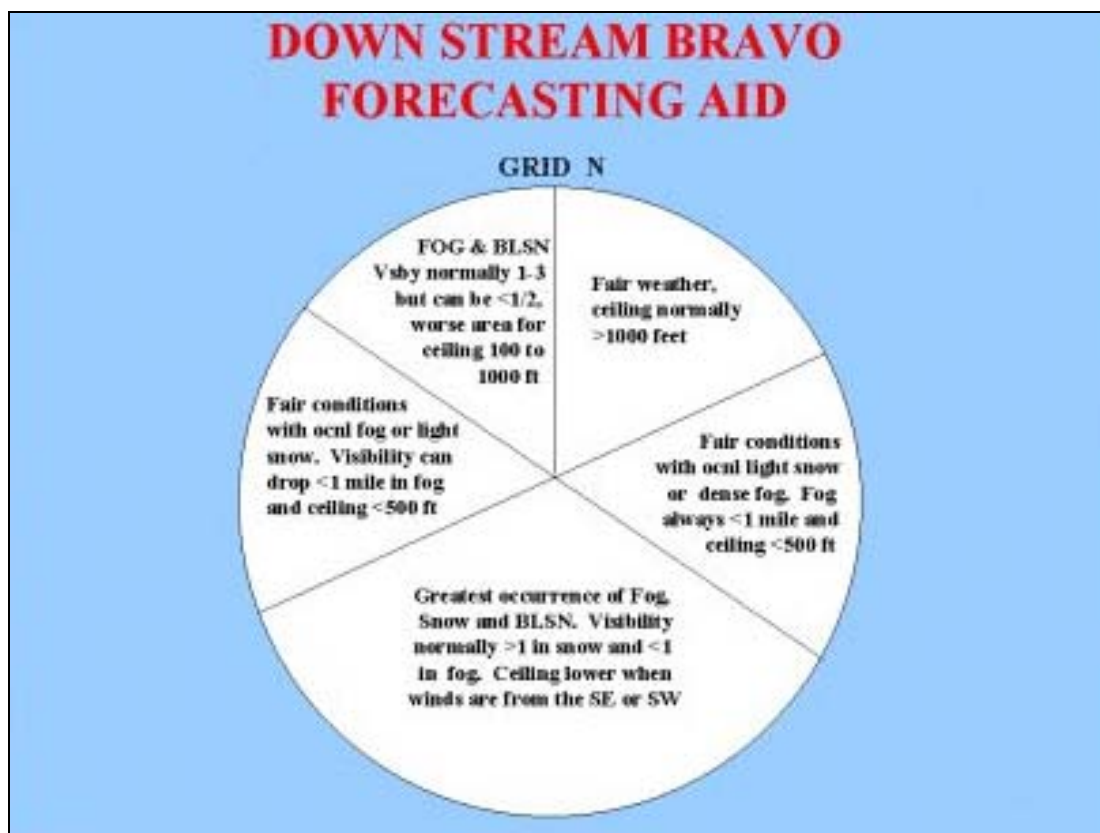 DOWN STREAM BRAVO
FORECASTING AID
GRID N
FOG & BLSN
Vsby normally 1-3
but can be <1/2,
worse area for
ceiling 100 to
1000 ft
Fair weather,
ceiling normally
>1000 feet
Fair conditions
with ocnl fog or light
snow. Visibility can
drop <1 mile in fog
and ceiling <500 ft
Fair conditions
with ocnl light snow
or dense fog. Fog
always <1 mile and
ceiling <500 ft
Greatest occurrence of Fog,
Snow and BLSN. Visibility
normally >1 in snow and <1
in fog. Ceiling lower when
winds are from the SE or SW